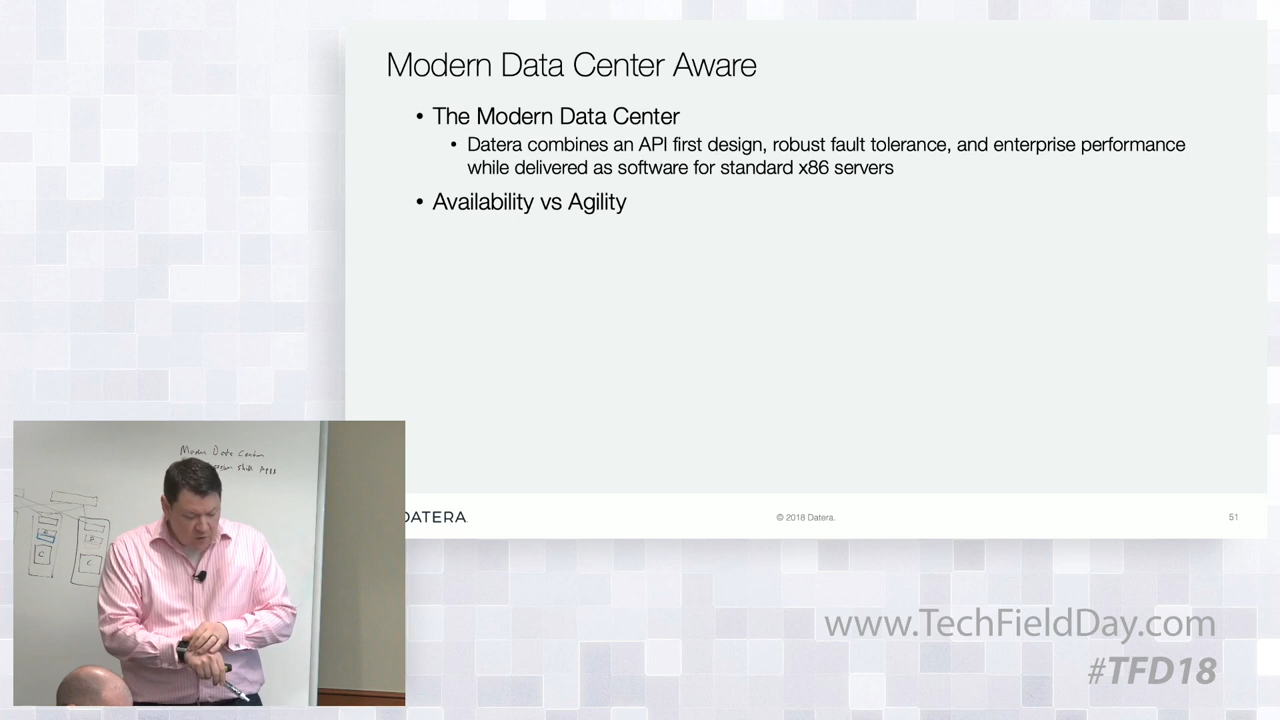 Modern Data Center Aware
• The Modern Data Center
• Datera combines an API first design, robust fault tolerance, and enterprise performance
while delivered as software for standard x86 servers
• Availability vs Agility
DATERA
© 2018 Datera.
51
Modern Data Center
Apps
B
B
C
C
www.TechFieldDay.com
#TFD18